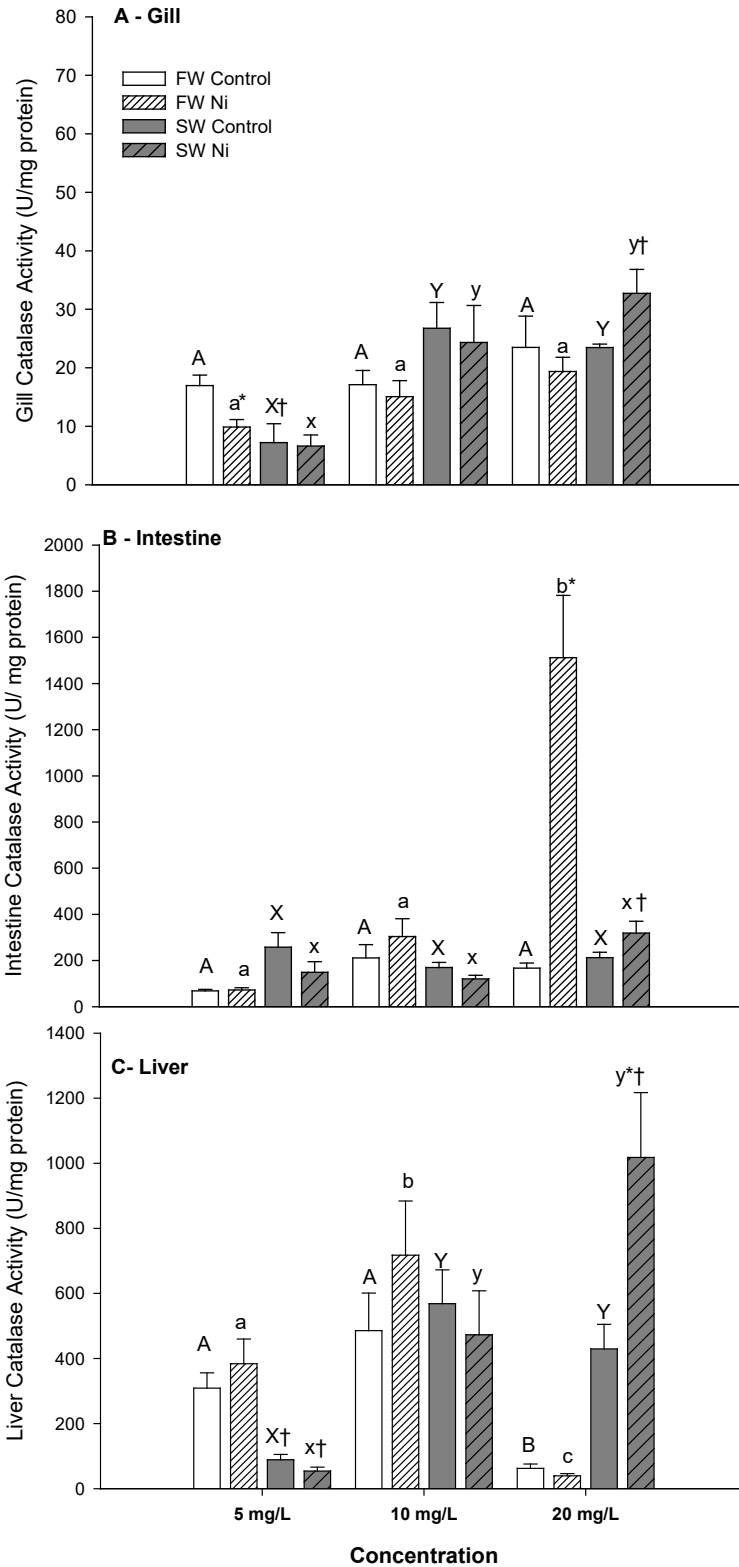 A - Gill
FW Control
FW Ni
SW Control
SW Ni
Gill Catalase Activity (U/mg protein)
80
70
60
50
40
30
20
10
0
A
a*
X†
x
A
a
Y
y
A
a
Y
y†
B - Intestine
Intestine Catalase Activity (U/ mg protein)
2000
1800
1600
1400
1200
1000
800
600
400
200
0
A
a
X
x
A
a
X
x
A
b*
X
x †
C- Liver
Liver Catalase Activity (U/mg protein)
1400
1200
1000
800
600
400
200
0
A
a
X†
x†
A
b
Y
y
B
c
Y
y*†
5 mg/L
10 mg/L
20 mg/L
Concentration